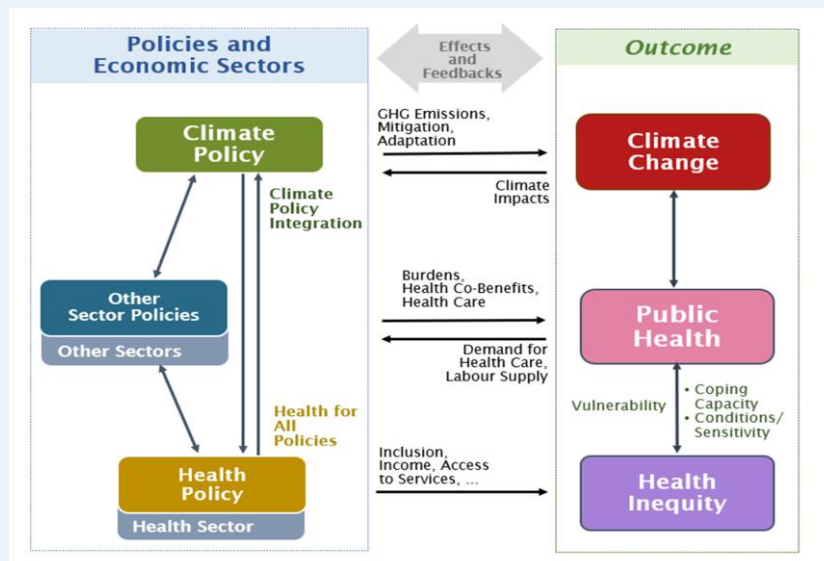 Policies and
Economic Sectors
Effects
and
Feedbacks
Outcome
Climate
Policy
GHG Emissions,
Mitigation,
Adaptation
Climate
Impacts
Climate
Change
Climate
Policy
Integration
Other
Sector Policies
Other Sectors
Burdens,
Health Co-Benefits,
Health Care
Demand for
Health Care,
Labour Supply
Public
Health
Vulnerability
• Coping
Capacity
• Conditions/
Sensitivity
Health for
All
Policies
Health
Policy
Health Sector
Inclusion,
Income, Access
to Services, ...
Health
Inequity